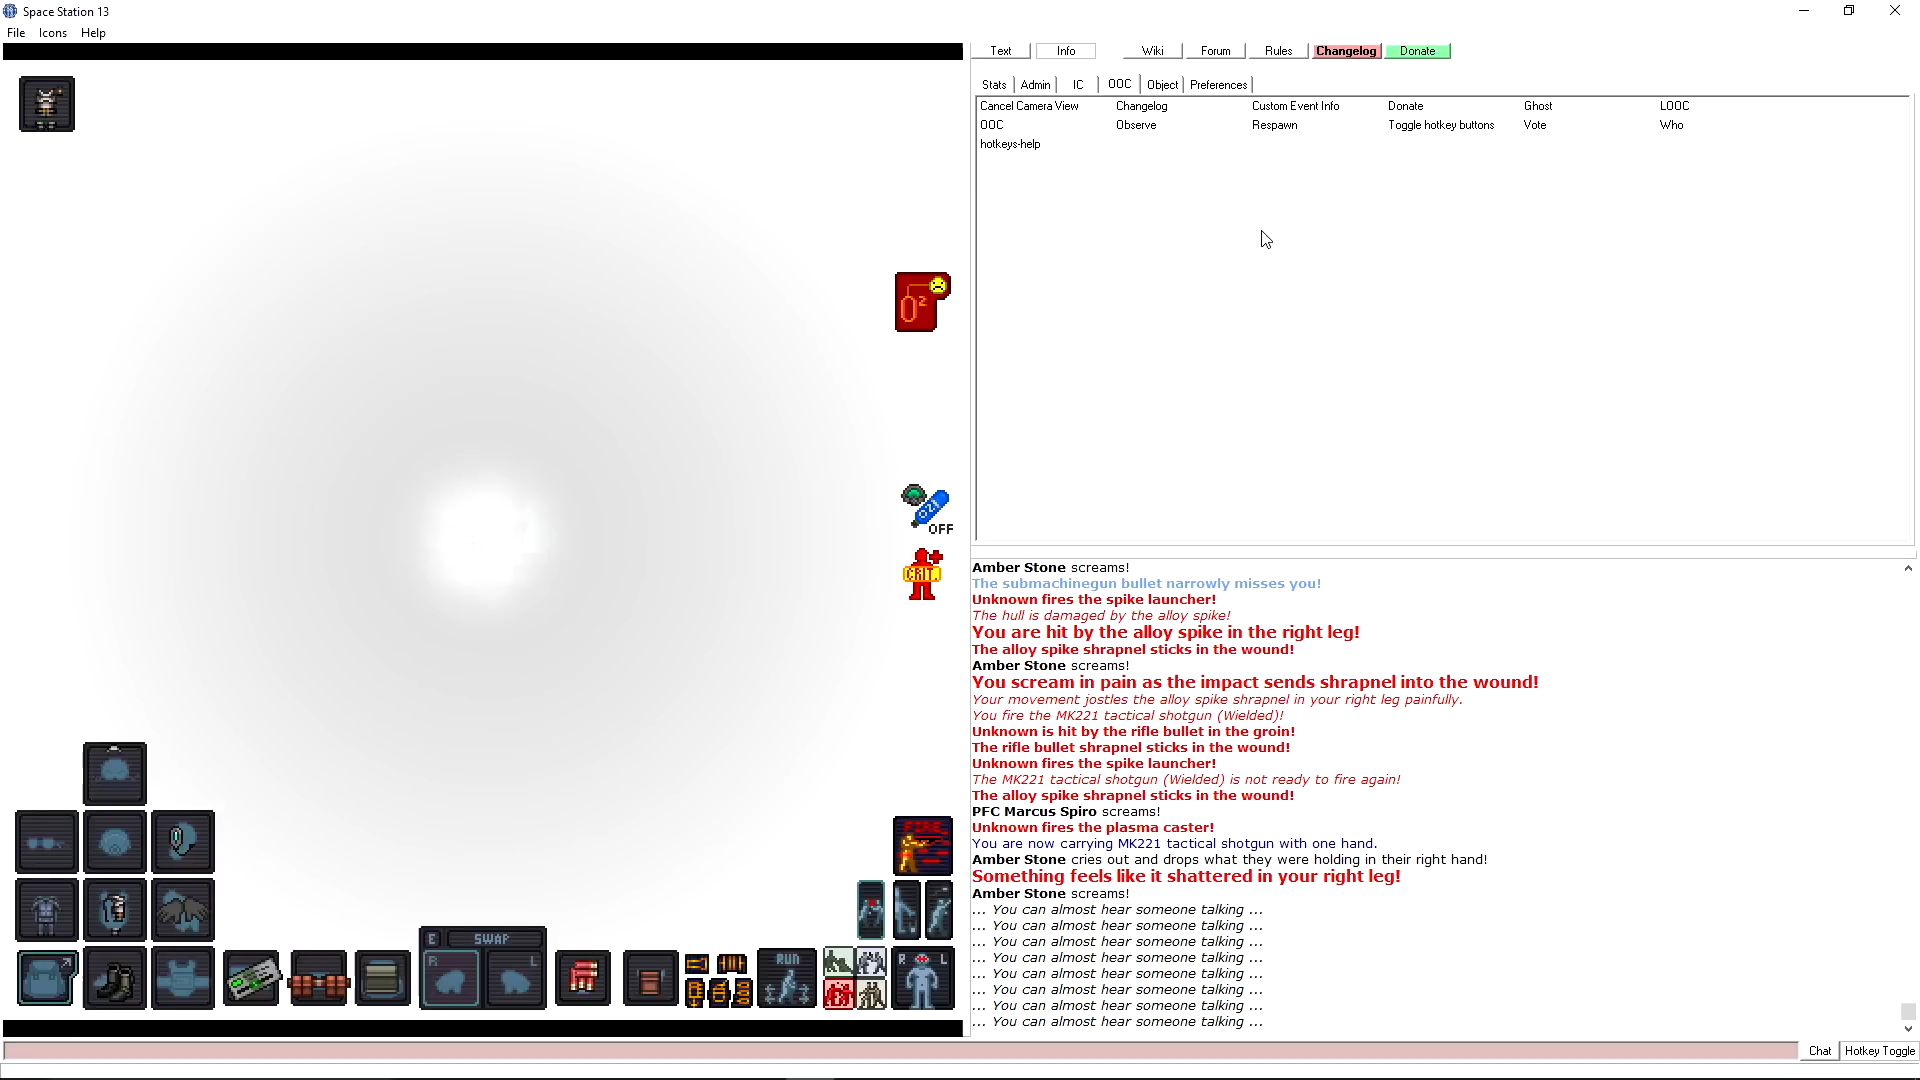 Space Station 13
File Icons Help
Text Info Wiki Forum Rules Changelog Donate
Stats Admin IC OOC Object Preferences
Cancel Camera View Changelog Custom Event Info Donate Ghost LOOC
OOC Observe Respawn Toggle hotkey buttons Vote Who
hotkeys-help
O2
OFF
CRIT.
Amber Stone screams!
The submachinegun bullet narrowly misses you!
Unknown fires the spike launcher!
The hull is damaged by the alloy spike!
You are hit by the alloy spike in the right leg!
The alloy spike shrapnel sticks in the wound!
Amber Stone screams!
You scream in pain as the impact sends shrapnel into the wound!
Your movement jostles the alloy spike shrapnel in your right leg painfully.
You fire the MK221 tactical shotgun (Wielded)!
Unknown is hit by the rifle bullet in the groin!
The rifle bullet shrapnel sticks in the wound!
Unknown fires the spike launcher!
The MK221 tactical shotgun (Wielded) is not ready to fire again!
The alloy spike shrapnel sticks in the wound!
PFC Marcus Spiro screams!
Unknown fires the plasma caster!
You are now carrying MK221 tactical shotgun with one hand.
Amber Stone cries out and drops what they were holding in their right hand!
Something feels like it shattered in your right leg!
Amber Stone screams!
... You can almost hear someone talking ...
... You can almost hear someone talking ...
... You can almost hear someone talking ...
... You can almost hear someone talking ...
... You can almost hear someone talking ...
... You can almost hear someone talking ...
... You can almost hear someone talking ...
... You can almost hear someone talking ...
FIRE
E SWAP
R L
RUN
R L
Chat Hotkey Toggle